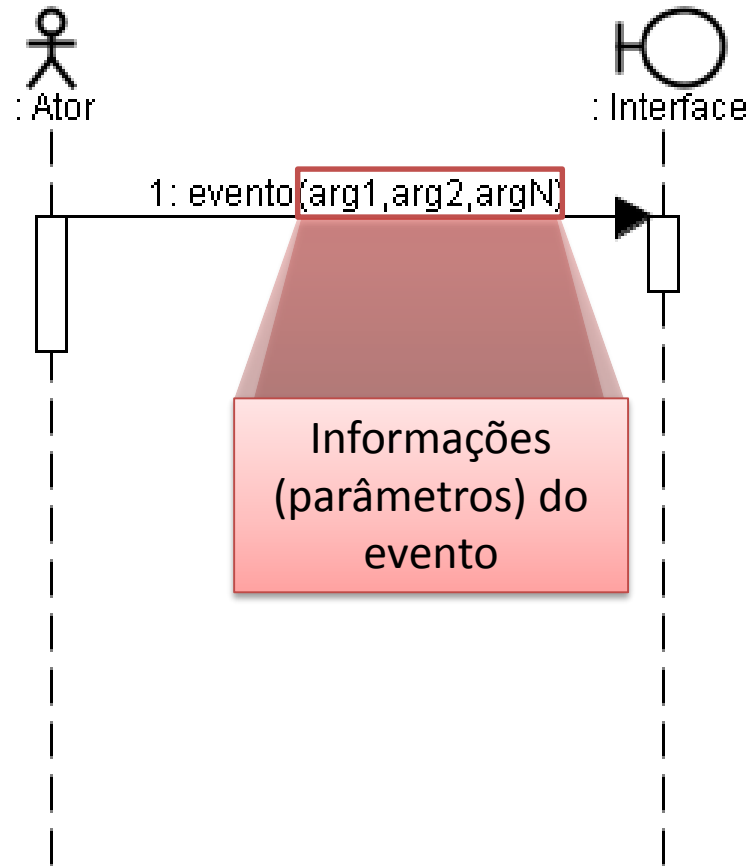 : Ator
: Interface
1: evento(arg1,arg2,argN)
Informações
(parâmetros) do
evento